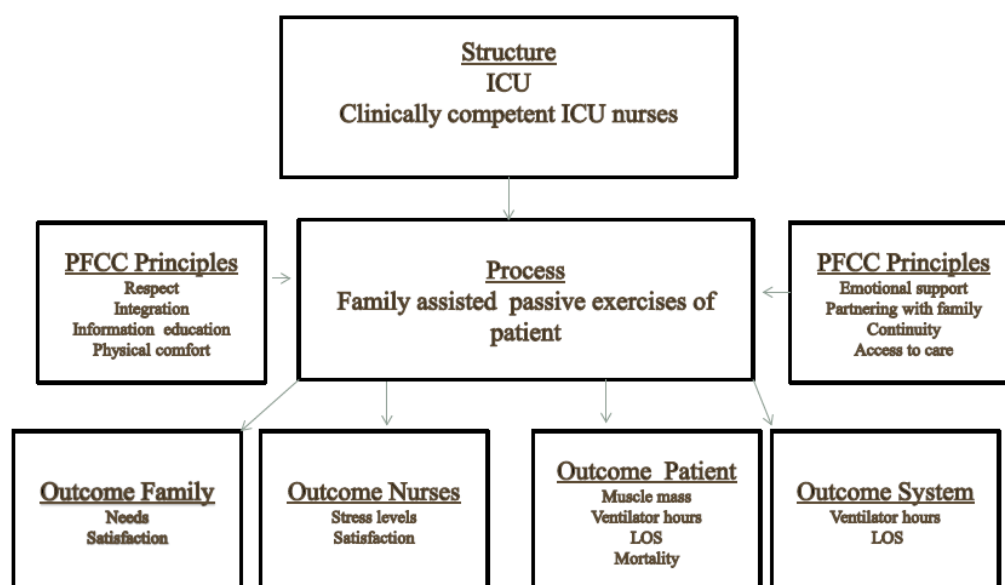 Structure
ICU
Clinically competent ICU nurses
PFCC Principles
Respect
Integration
Information education
Physical comfort
Process
Family assisted passive exercises of
patient
PFCC Principles
Emotional support
Partnering with family
Continuity
Access to care
Outcome Family
Needs
Satisfaction
Outcome Nurses
Stress levels
Satisfaction
Outcome Patient
Muscle mass
Ventilator hours
LOS
Mortality
Outcome System
Ventilator hours
LOS